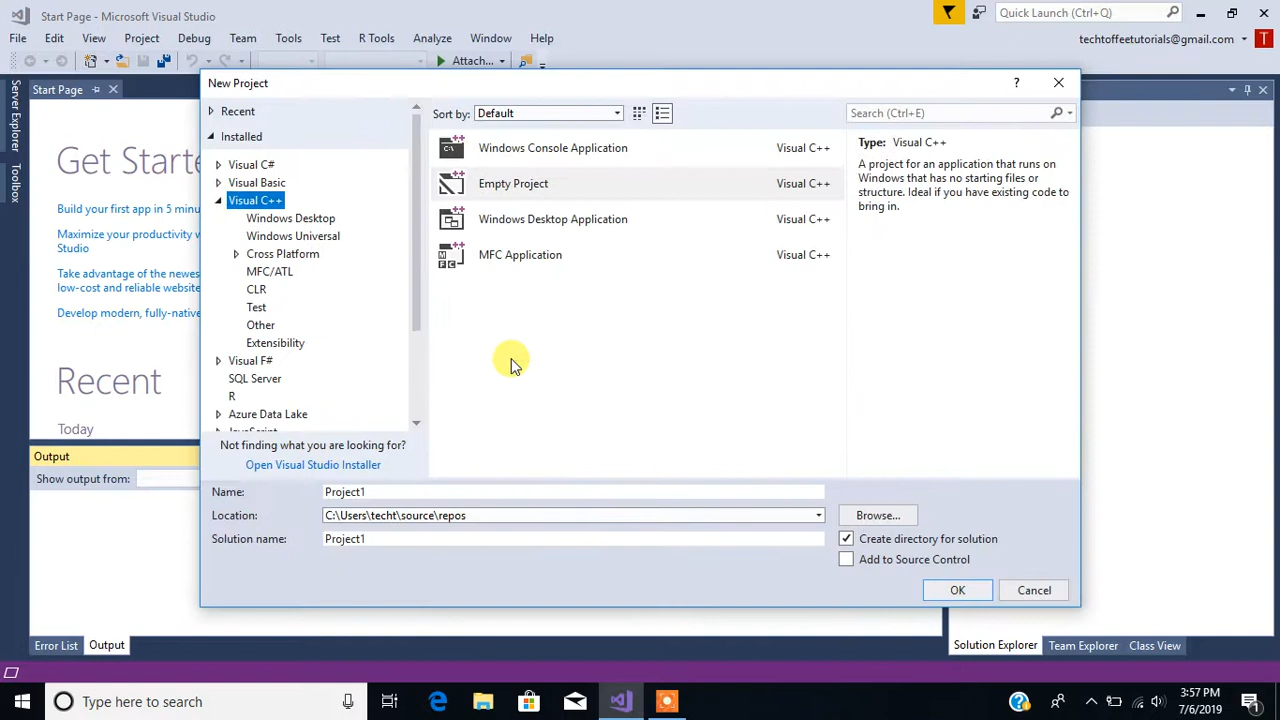 Start Page - Microsoft Visual Studio
Quick Launch (Ctrl+Q)
File Edit View Project Debug Team Tools Test R Tools Analyze Window Help
techtoffeetutorials@gmail.com T
Attach...
Server Explorer
Toolbox
Start Page
Get Starte
Build your first app in 5 minu
Maximize your productivity w
Studio
Take advantage of the newes
low-cost and reliable website
Develop modern, fully-native
Recent
Today
New Project
?
Recent
Installed
Visual C#
Visual Basic
Visual C++
Windows Desktop
Windows Universal
Cross Platform
MFC/ATL
CLR
Test
Other
Extensibility
Visual F#
SQL Server
R
Azure Data Lake
JavaScript
Not finding what you are looking for?
Open Visual Studio Installer
Sort by: Default
Windows Console Application Visual C++
Empty Project Visual C++
Windows Desktop Application Visual C++
MFC Application Visual C++
Search (Ctrl+E)
Type: Visual C++
A project for an application that runs on
Windows that has no starting files or
structure. Ideal if you have existing code to
bring in.
Name: Project1
Location: C:\Users\techt\source\repos
Browse...
Solution name: Project1
Create directory for solution
Add to Source Control
OK Cancel
Output
Show output from:
Error List Output
Solution Explorer Team Explorer Class View
Type here to search
3:57 PM
7/6/2019
1